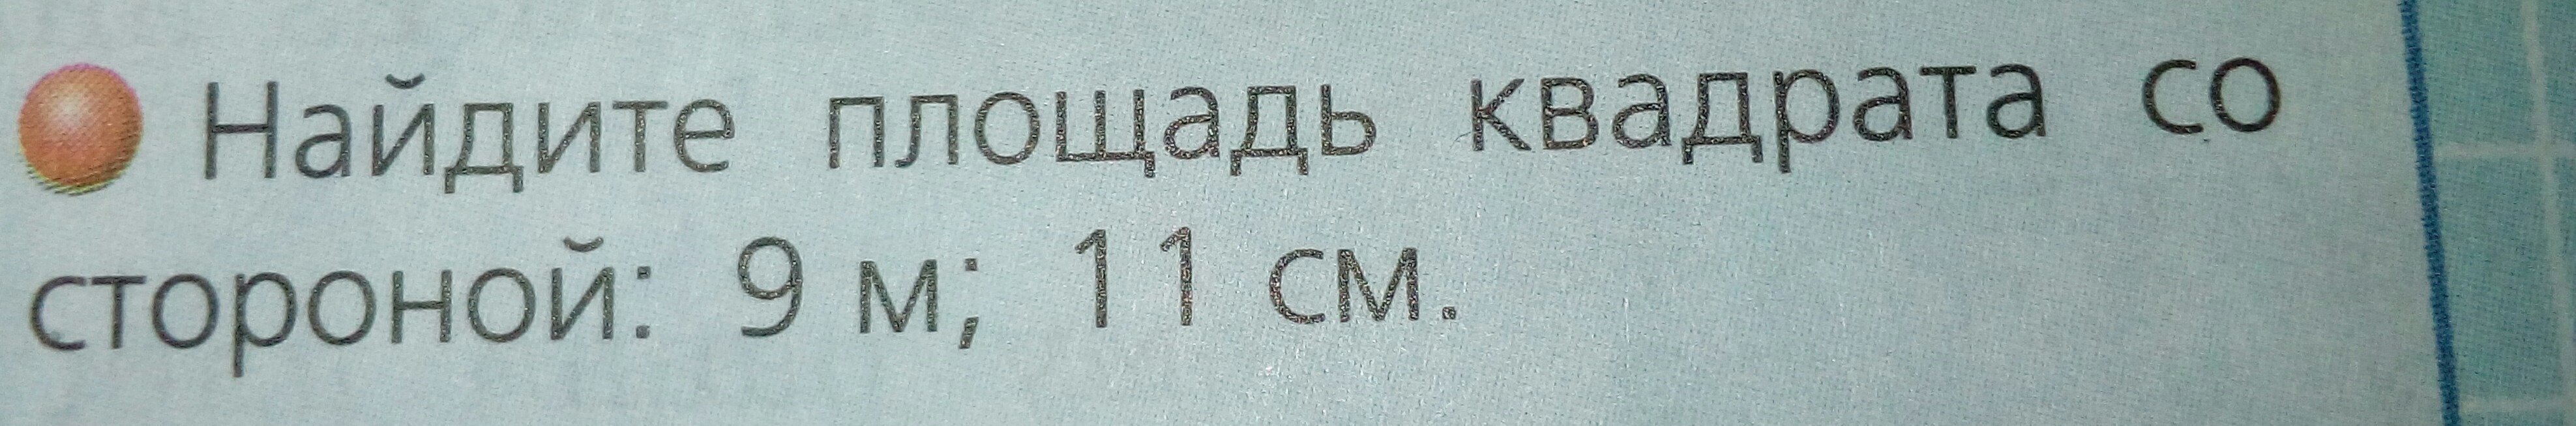 Найдите площадь квадрата со
стороной: 9 м; 11 см.